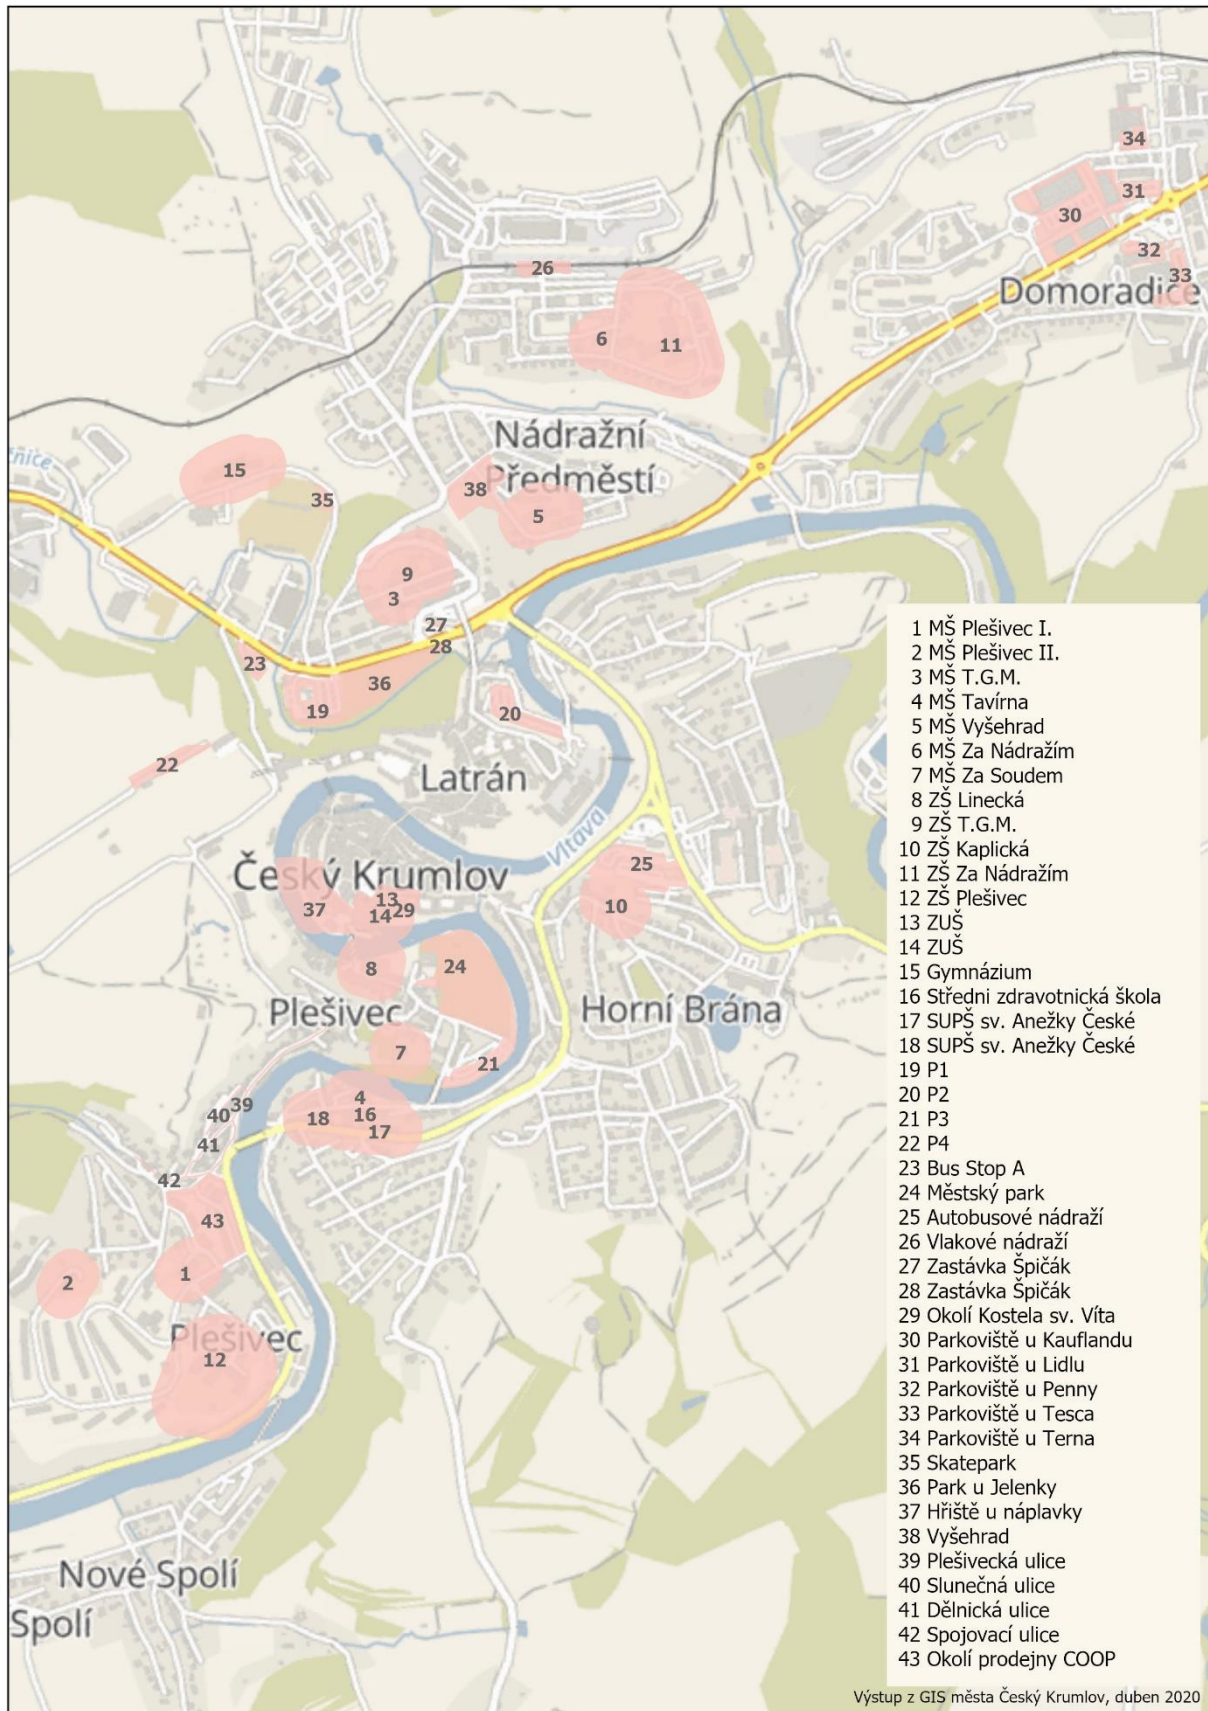 34
31
30
32
33
Domoradice
26
6
11
Nádražní
Předměstí
15
35
38
5
9
3
27
28
23
36
19
20
22
Latrán
Vltava
Český Krumlov
25
13
37
14
29
10
8
24
Plešivec
Horní Brána
7
21
39
4
40
18
16
17
41
42
43
2
1
Plešivec
12
Nové Spolí
Spolí
1 MŠ Plešivec I.
2 MŠ Plešivec II.
3 MŠ T.G.M.
4 MŠ Tavírna
5 MŠ Vyšehrad
6 MŠ Za Nádražím
7 MŠ Za Soudem
8 ZŠ Linecká
9 ZŠ T.G.M.
10 ZŠ Kaplická
11 ZŠ Za Nádražím
12 ZŠ Plešivec
13 ZUŠ
14 ZUŠ
15 Gymnázium
16 Středni zdravotnická škola
17 SUPŠ sv. Anežky České
18 SUPŠ sv. Anežky České
19 P1
20 P2
21 P3
22 P4
23 Bus Stop A
24 Městský park
25 Autobusové nádraží
26 Vlakové nádraží
27 Zastávka Špičák
28 Zastávka Špičák
29 Okolí Kostela sv. Víta
30 Parkoviště u Kauflandu
31 Parkoviště u Lidlu
32 Parkoviště u Penny
33 Parkoviště u Tesca
34 Parkoviště u Terna
35 Skatepark
36 Park u Jelenky
37 Hřiště u náplavky
38 Vyšehrad
39 Plešivecká ulice
40 Slunečná ulice
41 Dělnická ulice
42 Spojovací ulice
43 Okolí prodejny COOP
Výstup z GIS města Český Krumlov, duben 2020